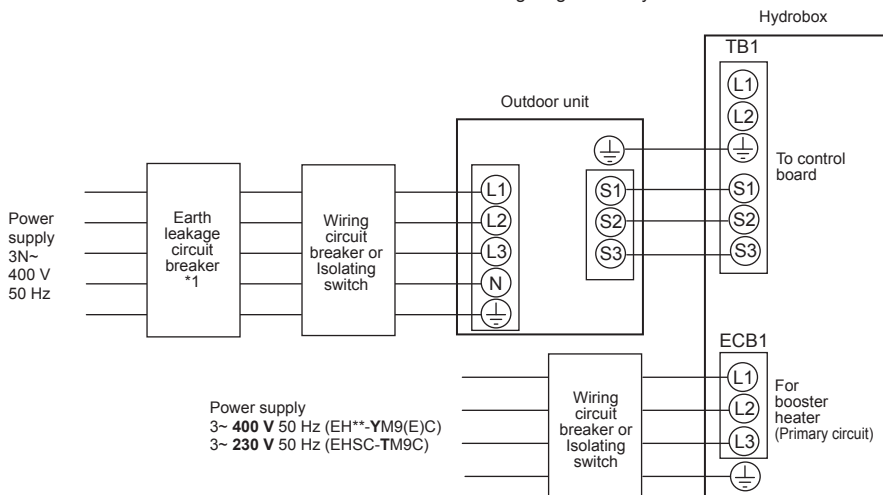 Hydrobox
TB1
L1
L2
To control
board
S1
S2
S3
Outdoor unit
L1
L2
L3
N
S1
S2
S3
Power
supply
3N~
400 V
50 Hz
Earth
leakage
circuit
breaker
*1
Wiring
circuit
breaker or
Isolating
switch
ECB1
L1
L2
L3
For
booster
heater
(Primary circuit)
Wiring
circuit
breaker or
Isolating
switch
Power supply
3~ 400 V 50 Hz (EH**-YM9(E)C)
3~ 230 V 50 Hz (EHSC-TM9C)